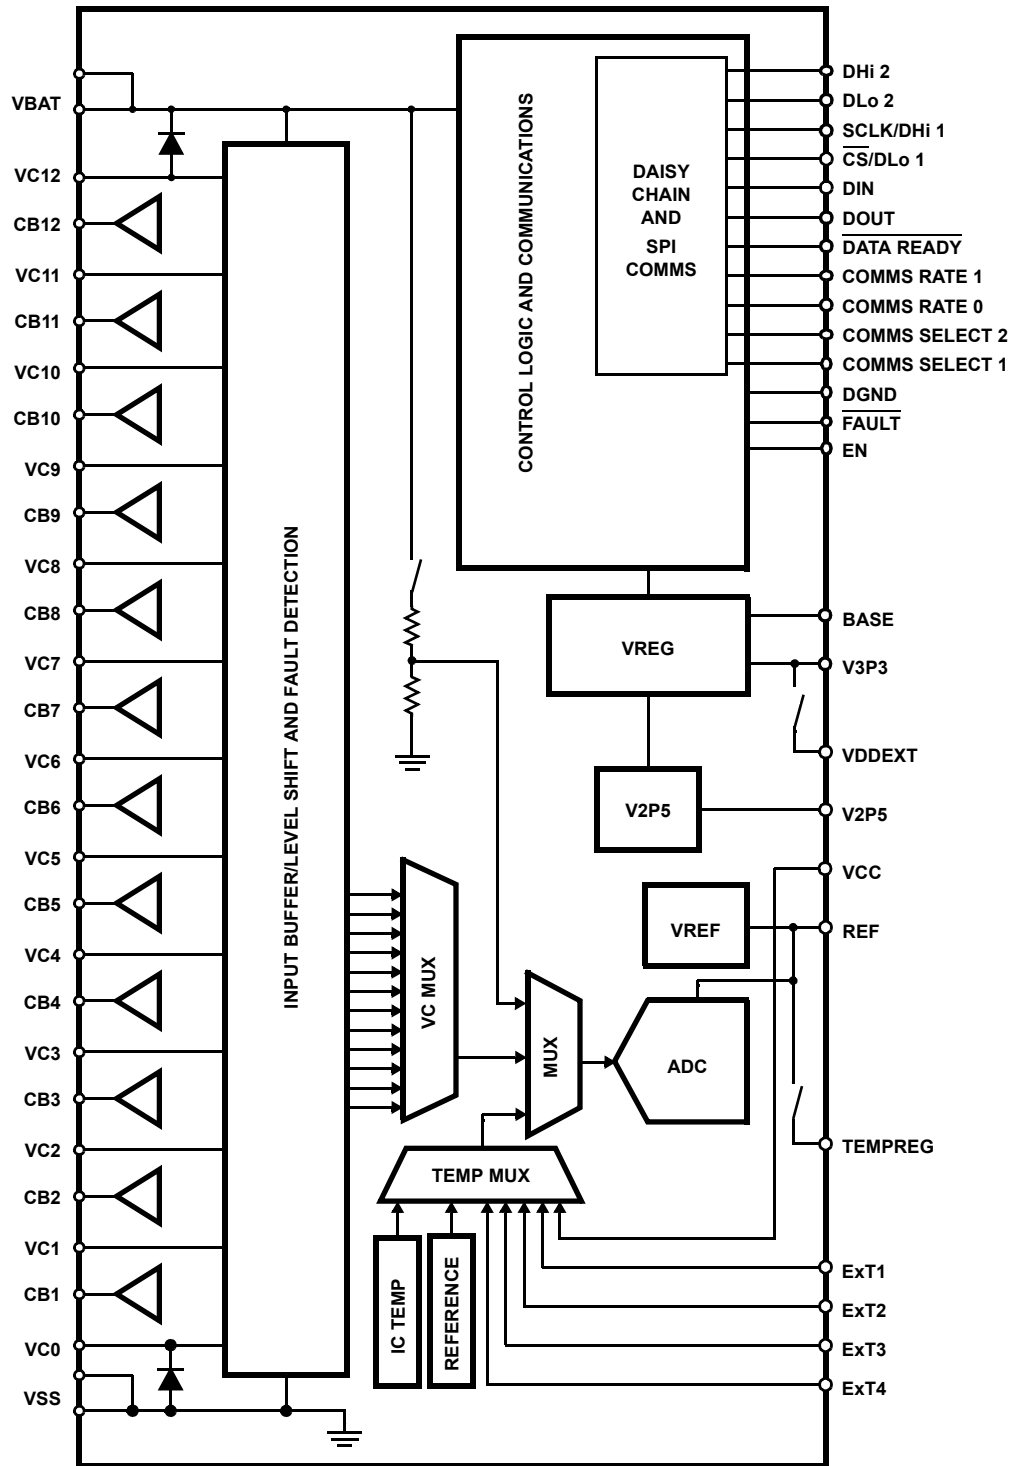 VBAT
VC12
CB12
VC11
CB11
VC10
CB10
VC9
CB9
VC8
CB8
VC7
CB7
VC6
CB6
VC5
CB5
VC4
CB4
VC3
CB3
VC2
CB2
VC1
CB1
VC0
VSS
INPUT BUFFER/LEVEL SHIFT AND FAULT DETECTION
CONTROL LOGIC AND COMMUNICATIONS
DAISY
CHAIN
AND
SPI
COMMS
VREG
V2P5
VREF
VC MUX
MUX
ADC
TEMP MUX
IC TEMP
REFERENCE
DHi 2
DLo 2
SCLK/DHi 1
CS/DLo 1
DIN
DOUT
DATA READY
COMMS RATE 1
COMMS RATE 0
COMMS SELECT 2
COMMS SELECT 1
DGND
FAULT
EN
BASE
V3P3
VDDEXT
V2P5
VCC
REF
TEMPREG
ExT1
ExT2
ExT3
ExT4